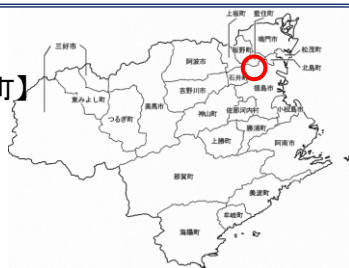 町】
上板町
藍住町
三好市
鳴門市
板野町
松茂町
阿波市
北島町
石井町
東みよし町
吉野川市
徳島市
美馬市
つるぎ町
佐那河内村
小松島市
神山町
勝浦町
上勝町
阿南市
那賀町
美波町
牟岐町
海陽町